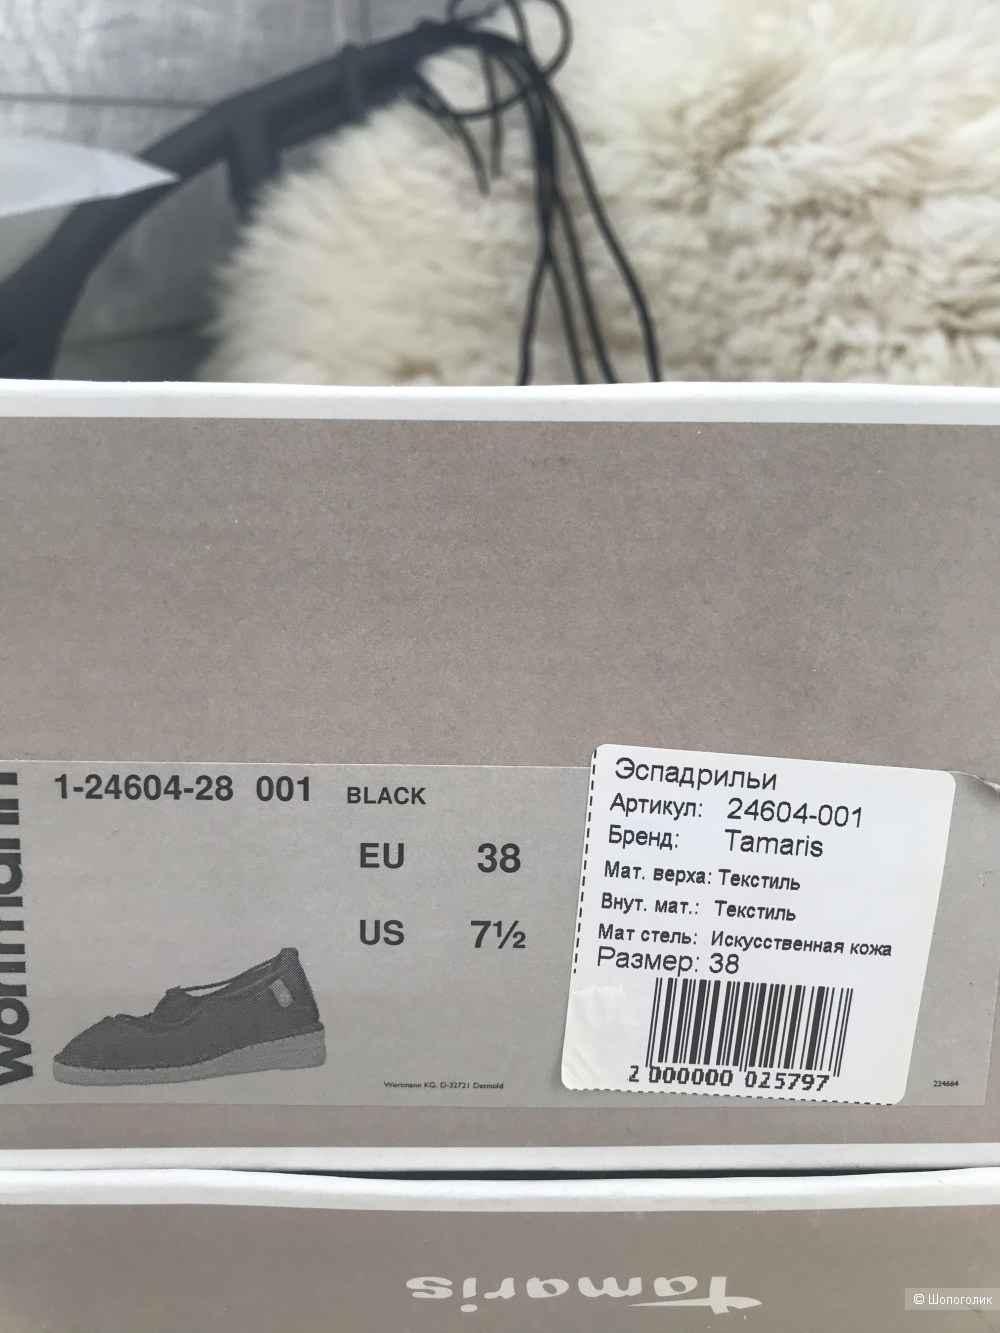 1-24604-28 001 BLACK
EU 38
US 7½
wortmann
Wortmann KG. D-32721 Detmold
Эспадрильи
Артикул: 24604-001
Бренд: Tamaris
Мат. верха: Текстиль
Внут. мат.: Текстиль
Мат стель: Искусственная кожа
Размер: 38
2 000000 025797
224664
Tamaris
© Шопоголик